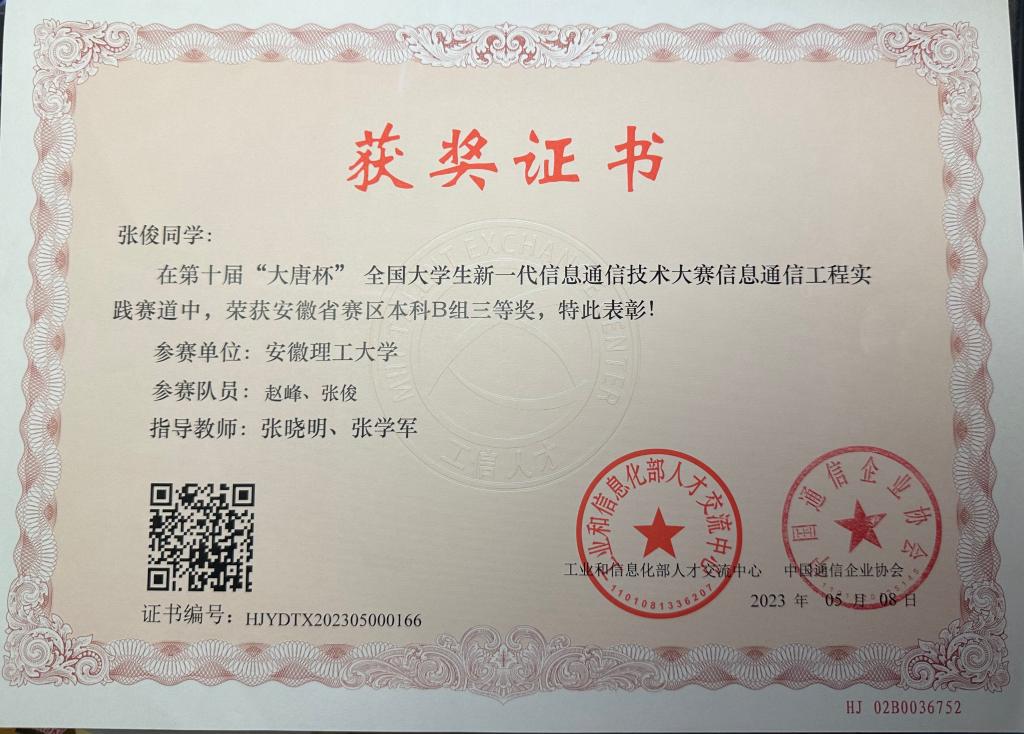 获奖证书
张俊同学：
在第十届“大唐杯” 全国大学生新一代信息通信技术大赛信息通信工程实
践赛道中，荣获安徽省赛区本科B组三等奖，特此表彰！
参赛单位：安徽理工大学
参赛队员：赵峰、张俊
指导教师：张晓明、张学军
MIIT EXCHANGE CENTER
工信人才
工业和信息化部人才交流中心
1101081336207
中国通信企业协会
工业和信息化部人才交流中心 中国通信企业协会
2023 年 05 月 08 日
证书编号：HJYDTX202305000166
HJ 02B0036752